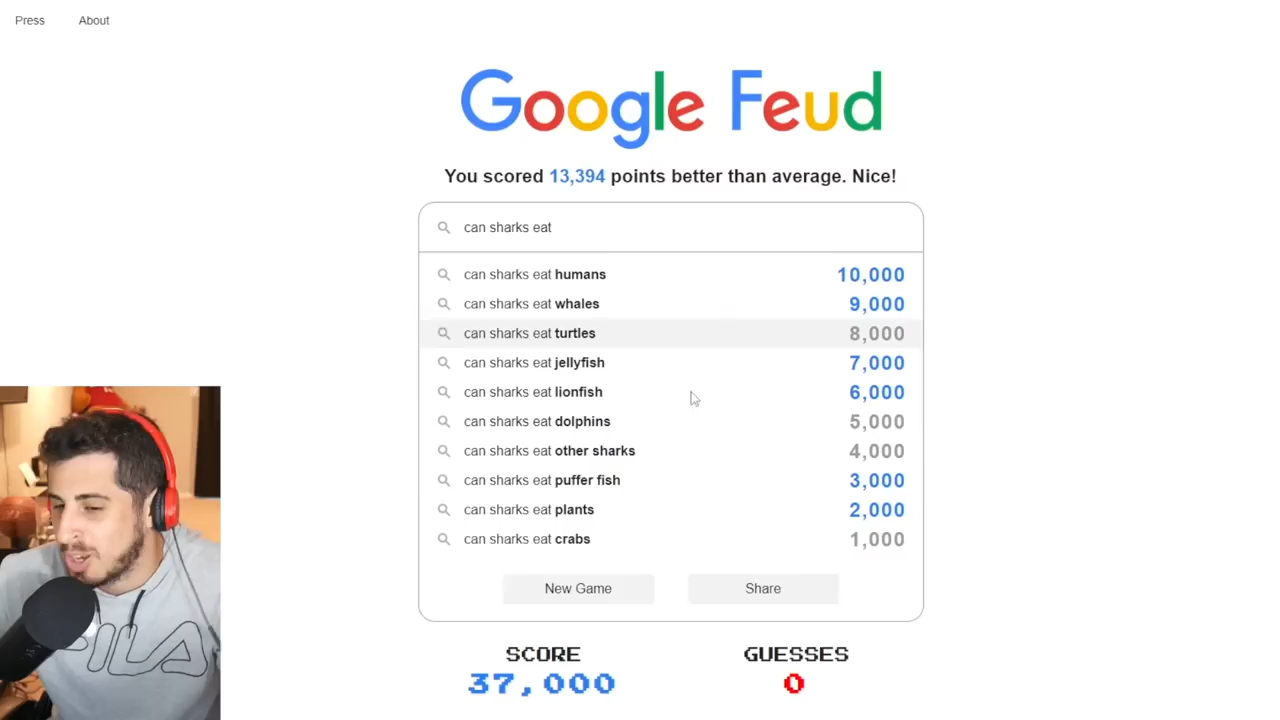 Press About
Google Feud
You scored 13,394 points better than average. Nice!
can sharks eat
can sharks eat humans 10,000
can sharks eat whales 9,000
can sharks eat turtles 8,000
can sharks eat jellyfish 7,000
can sharks eat lionfish 6,000
can sharks eat dolphins 5,000
can sharks eat other sharks 4,000
can sharks eat puffer fish 3,000
can sharks eat plants 2,000
can sharks eat crabs 1,000
New Game Share
SCORE GUESSES
37,000 0
FILA